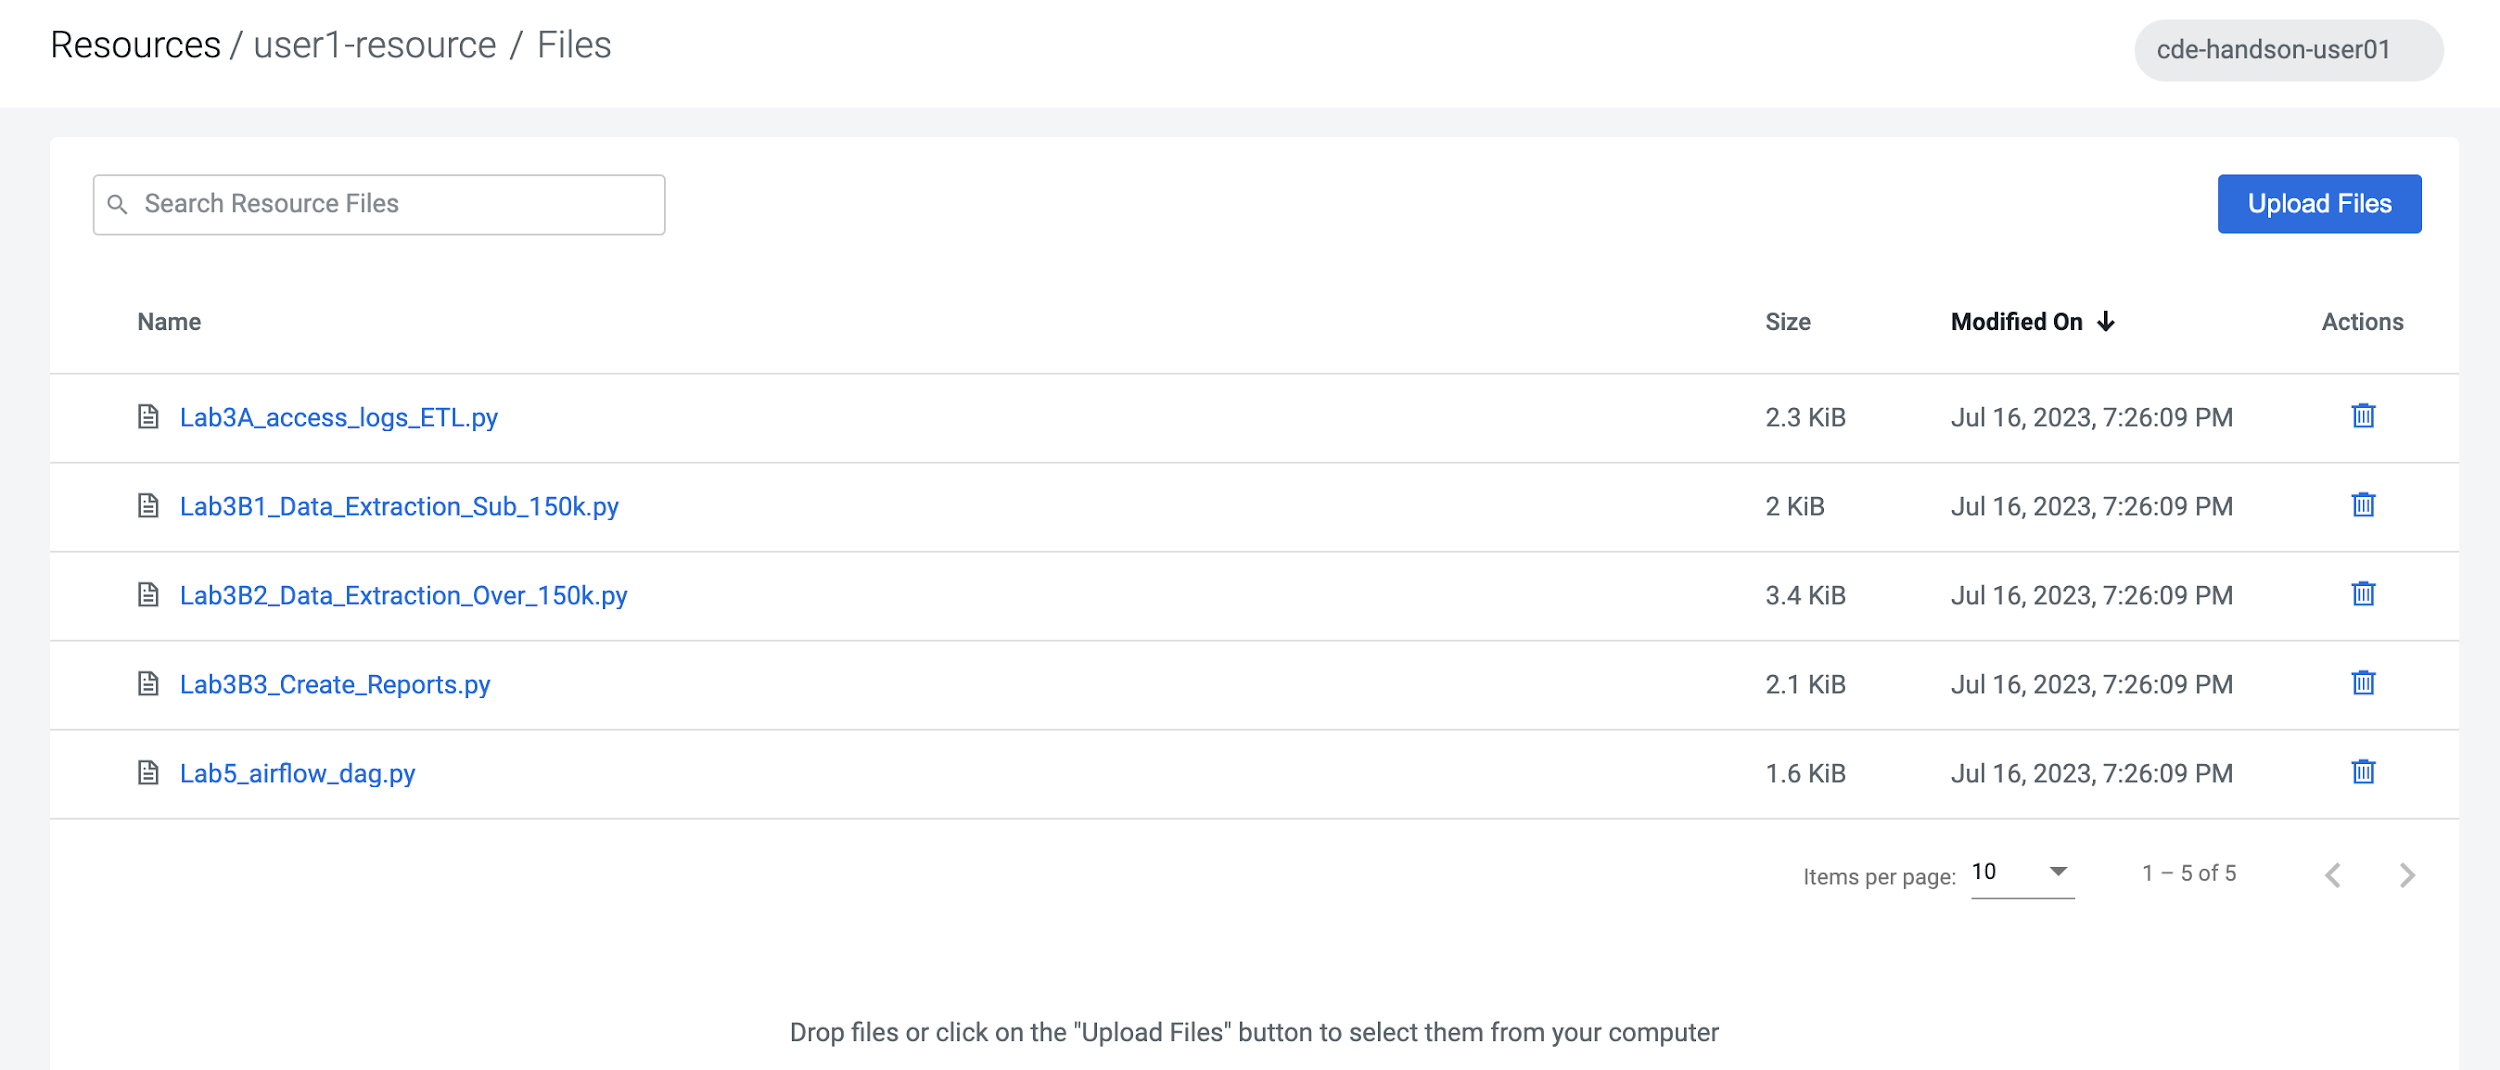 Resources / user1-resource / Files
cde-handson-user01
Search Resource Files
Upload Files
Name Size Modified On Actions
Lab3A_access_logs_ETL.py 2.3 KiB Jul 16, 2023, 7:26:09 PM
Lab3B1_Data_Extraction_Sub_150k.py 2 KiB Jul 16, 2023, 7:26:09 PM
Lab3B2_Data_Extraction_Over_150k.py 3.4 KiB Jul 16, 2023, 7:26:09 PM
Lab3B3_Create_Reports.py 2.1 KiB Jul 16, 2023, 7:26:09 PM
Lab5_airflow_dag.py 1.6 KiB Jul 16, 2023, 7:26:09 PM
Items per page: 10 1 – 5 of 5
Drop files or click on the "Upload Files" button to select them from your computer